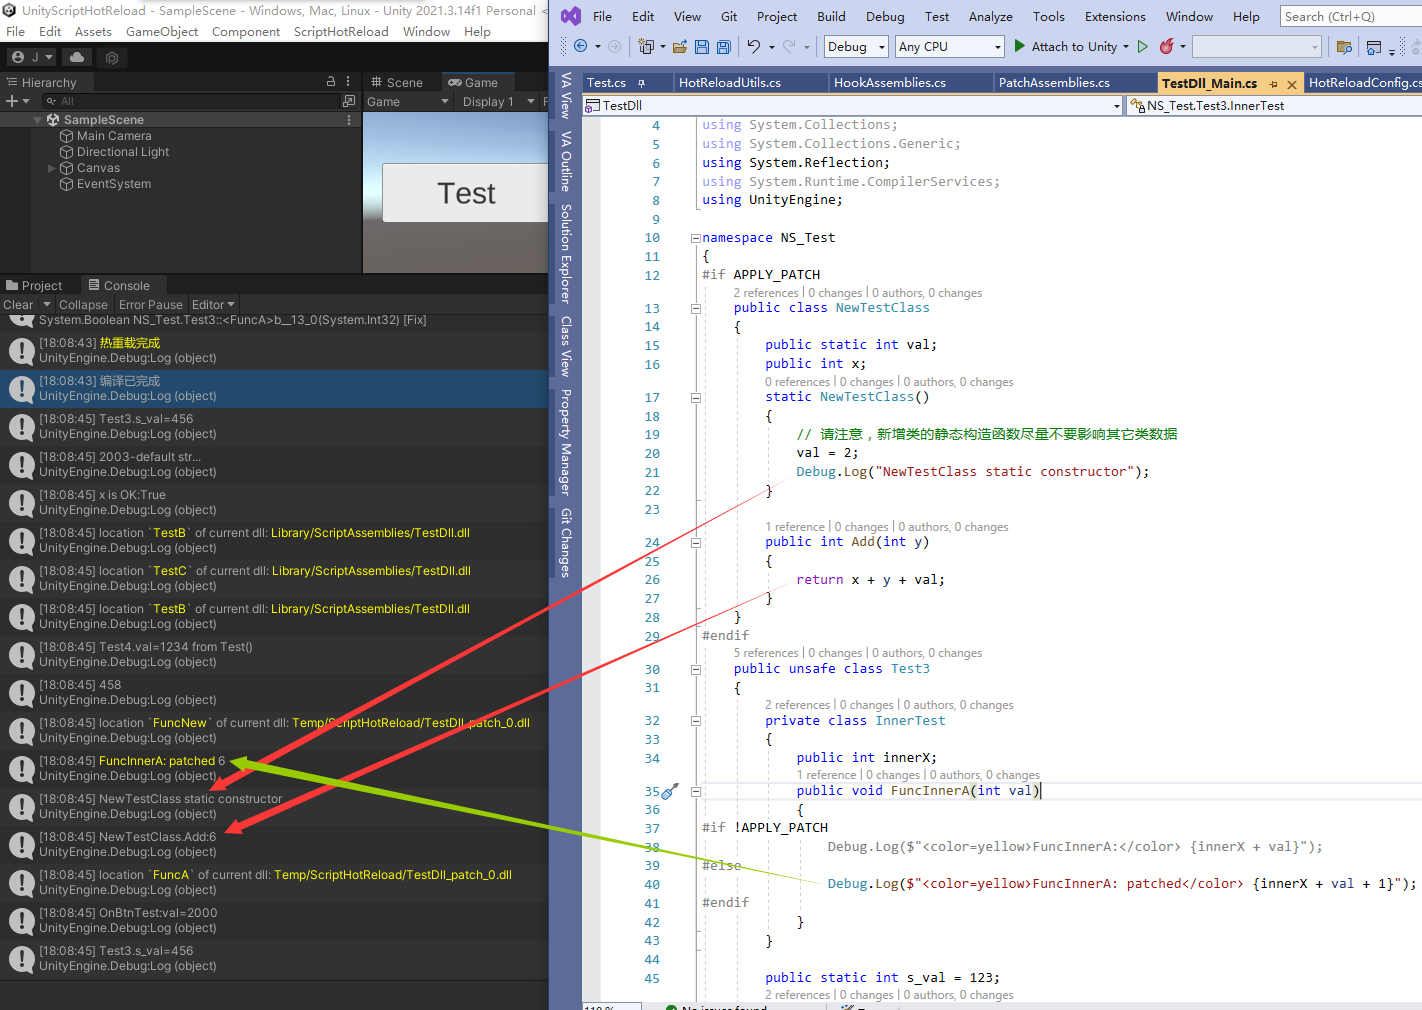 UnityScriptHotReload - SampleScene - Windows, Mac, Linux - Unity 2021.3.14f1 Personal <
File Edit Assets GameObject Component ScriptHotReload Window Help
J
Hierarchy
All
SampleScene
Main Camera
Directional Light
Canvas
EventSystem
Scene Game
Game Display 1 F
Test
Project Console
Clear Collapse Error Pause Editor
System.Boolean NS_Test.Test3::<FuncA>b__13_0(System.Int32) [Fix]
[18:08:43] 热重载完成
UnityEngine.Debug:Log (object)
[18:08:43] 编译已完成
UnityEngine.Debug:Log (object)
[18:08:45] Test3.s_val=456
UnityEngine.Debug:Log (object)
[18:08:45] 2003-default str...
UnityEngine.Debug:Log (object)
[18:08:45] x is OK:True
UnityEngine.Debug:Log (object)
[18:08:45] location `TestB` of current dll: Library/ScriptAssemblies/TestDll.dll
UnityEngine.Debug:Log (object)
[18:08:45] location `TestC` of current dll: Library/ScriptAssemblies/TestDll.dll
UnityEngine.Debug:Log (object)
[18:08:45] location `TestB` of current dll: Library/ScriptAssemblies/TestDll.dll
UnityEngine.Debug:Log (object)
[18:08:45] Test4.val=1234 from Test()
UnityEngine.Debug:Log (object)
[18:08:45] 458
UnityEngine.Debug:Log (object)
[18:08:45] location `FuncNew` of current dll: Temp/ScriptHotReload/TestDll_patch_0.dll
UnityEngine.Debug:Log (object)
[18:08:45] FuncInnerA: patched 6
UnityEngine.Debug:Log (object)
[18:08:45] NewTestClass static constructor
UnityEngine.Debug:Log (object)
[18:08:45] NewTestClass.Add:6
UnityEngine.Debug:Log (object)
[18:08:45] location `FuncA` of current dll: Temp/ScriptHotReload/TestDll_patch_0.dll
UnityEngine.Debug:Log (object)
[18:08:45] OnBtnTest:val=2000
UnityEngine.Debug:Log (object)
[18:08:45] Test3.s_val=456
UnityEngine.Debug:Log (object)
File Edit View Git Project Build Debug Test Analyze Tools Extensions Window Help Search (Ctrl+Q)
Debug Any CPU Attach to Unity
VA View
VA Outline
Solution Explorer
Class View
Property Manager
Git Changes
Test.cs HotReloadUtils.cs HookAssemblies.cs PatchAssemblies.cs TestDll_Main.cs HotReloadConfig.cs
TestDll NS_Test.Test3.InnerTest
4 using System.Collections;
5 using System.Collections.Generic;
6 using System.Reflection;
7 using System.Runtime.CompilerServices;
8 using UnityEngine;
9
10 namespace NS_Test
11 {
12 #if APPLY_PATCH
2 references | 0 changes | 0 authors, 0 changes
13 public class NewTestClass
14 {
15 public static int val;
16 public int x;
0 references | 0 changes | 0 authors, 0 changes
17 static NewTestClass()
18 {
19 // 请注意，新增类的静态构造函数尽量不要影响其它类数据
20 val = 2;
21 Debug.Log("NewTestClass static constructor");
22 }
23
1 reference | 0 changes | 0 authors, 0 changes
24 public int Add(int y)
25 {
26 return x + y + val;
27 }
28 }
29 #endif
5 references | 0 changes | 0 authors, 0 changes
30 public unsafe class Test3
31 {
2 references | 0 changes | 0 authors, 0 changes
32 private class InnerTest
33 {
34 public int innerX;
1 reference | 0 changes | 0 authors, 0 changes
35 public void FuncInnerA(int val)
36 {
37 #if !APPLY_PATCH
38 Debug.Log($"<color=yellow>FuncInnerA:</color> {innerX + val}");
39 #else
40 Debug.Log($"<color=yellow>FuncInnerA: patched</color> {innerX + val + 1}");
41 #endif
42 }
43 }
44
45 public static int s_val = 123;
2 references | 0 changes | 0 authors, 0 changes
110 % No issues found